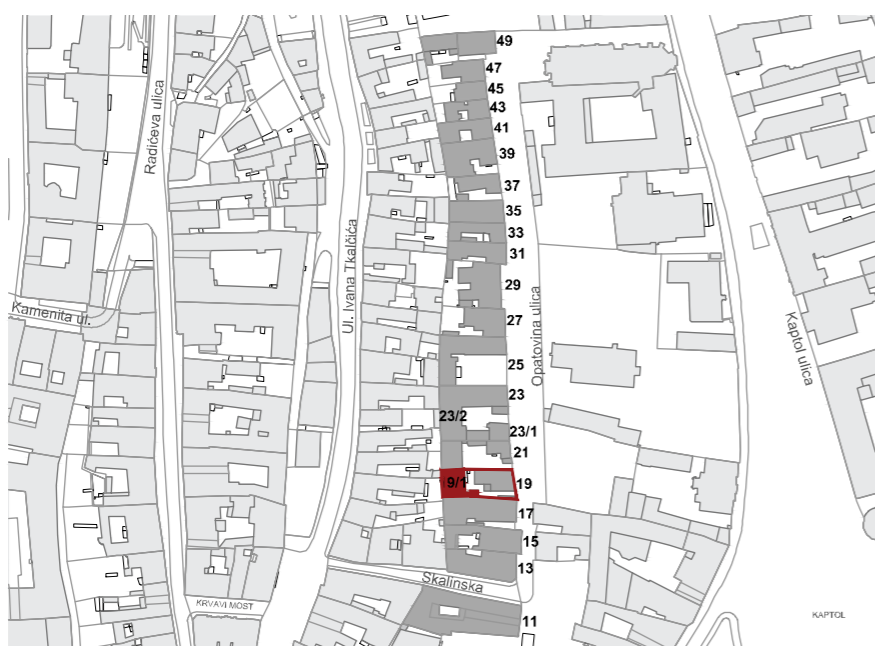 49
47
45
43
41
39
37
35
33
31
29
27
25
23
23/2
23/1
21
9/1
19
17
15
13
11
Radićeva ulica
Ul. Ivana Tkalčića
Kamenita ul.
Opatovina ulica
Kaptol ulica
Skalinska
KRVAVI MOST
KAPTOL